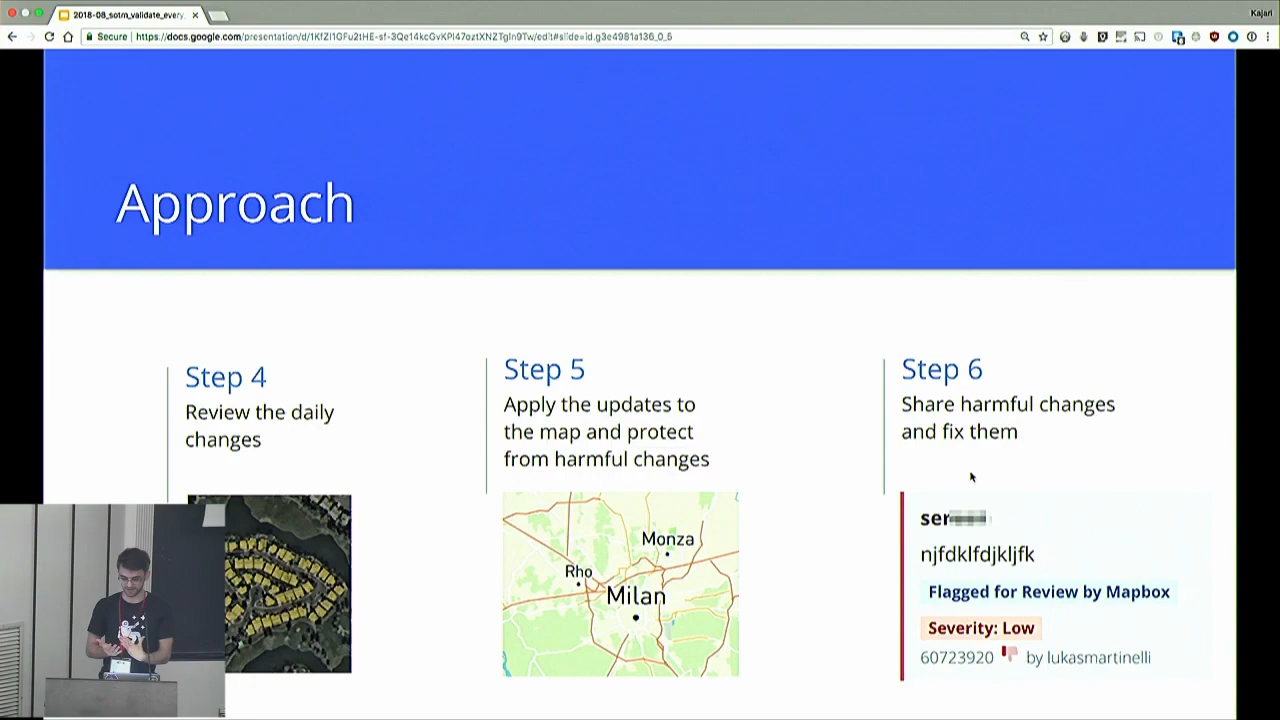 2018-08_sotm_validate_every
Kajari
Secure
https://docs.google.com/presentation/d/1KfZI1GFu2tHE-sf-3Qe14kcGvKPl47oztXNZTgln9Tw/edit#slide=id.g3e4981a136_0_5
Approach
Step 4
Review the daily
changes
Step 5
Apply the updates to
the map and protect
from harmful changes
Monza
Rho
Milan
Step 6
Share harmful changes
and fix them
ser
njfdklfdjkljfk
Flagged for Review by Mapbox
Severity: Low
60723920 by lukasmartinelli